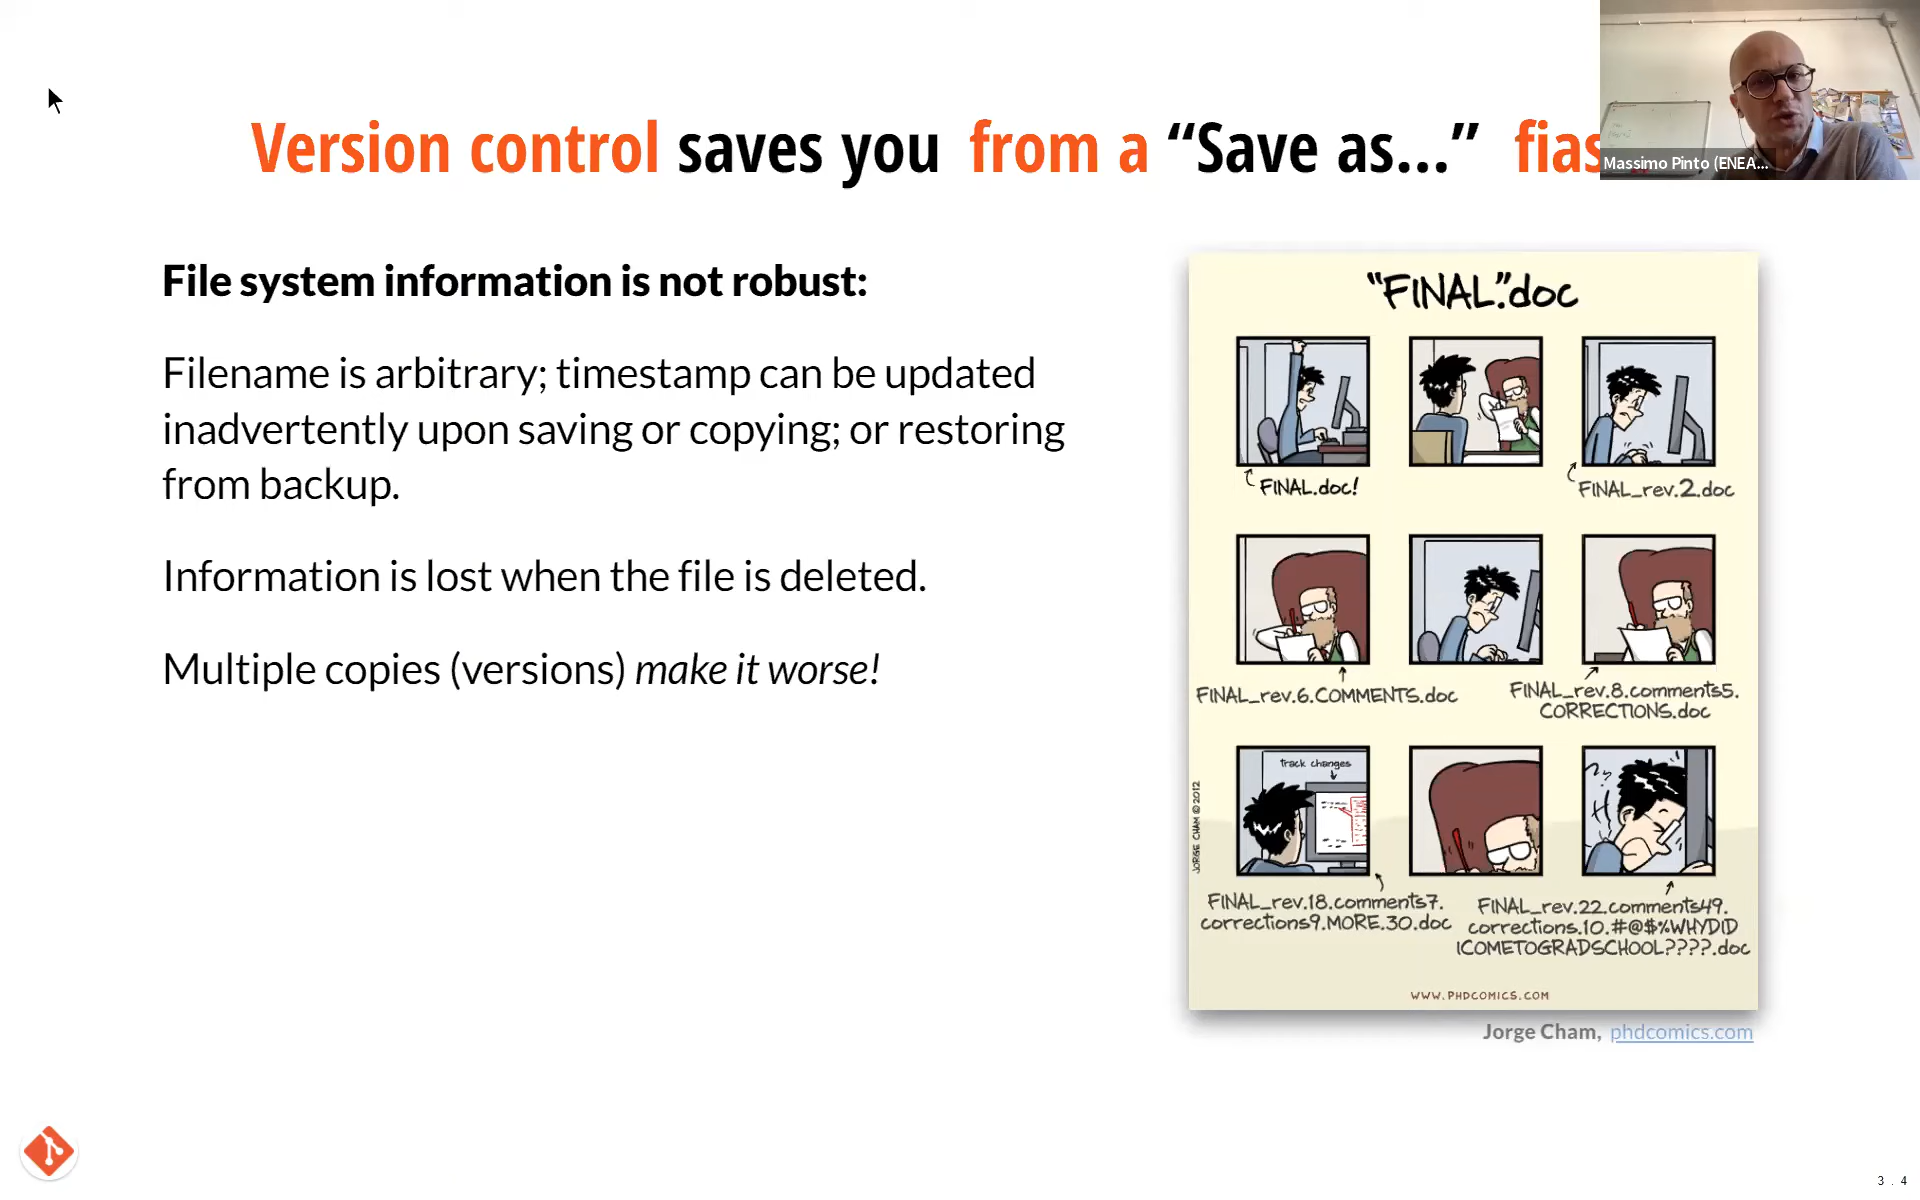 Version control saves you from a “Save as...” fias
Massimo Pinto (ENEA...
File system information is not robust:
Filename is arbitrary; timestamp can be updated
inadvertently upon saving or copying; or restoring
from backup.
Information is lost when the file is deleted.
Multiple copies (versions) make it worse!
“FINAL”.doc
FINAL.doc!
FINAL_rev.2.doc
FINAL_rev.6.COMMENTS.doc
FINAL_rev.8.comments5.
CORRECTIONS.doc
track changes
JORGE CHAM © 2012
FINAL_rev.18.comments7.
corrections9.MORE.30.doc
FINAL_rev.22.comments49.
corrections.10.#@$%WHYDID
ICOMETOGRADSCHOOL????.doc
WWW.PHDCOMICS.COM
Jorge Cham, phdcomics.com
3 . 4